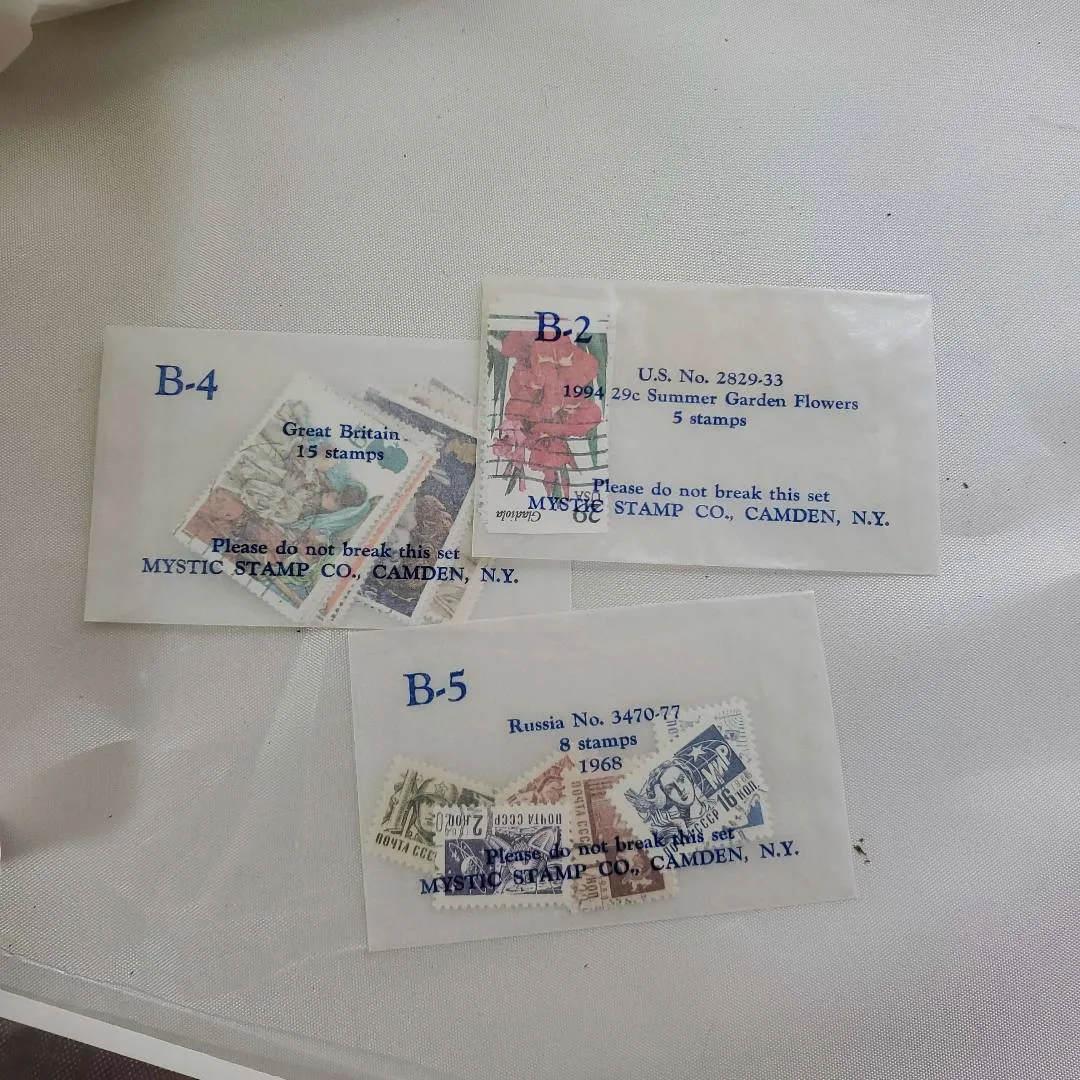 B-4
Great Britain
15 stamps
Please do not break this set
MYSTIC STAMP CO., CAMDEN, N.Y.
B-2
U.S. No. 2829-33
1994 29c Summer Garden Flowers
5 stamps
Please do not break this set
MYSTIC STAMP CO., CAMDEN, N.Y.
Gladiola
29
USA
B-5
Russia No. 3470-77
8 stamps
1968
Please do not break this set
MYSTIC STAMP CO., CAMDEN, N.Y.
ПОЧТА СССР
ПОЧТА СССР
МИР
16 КОП
СССР